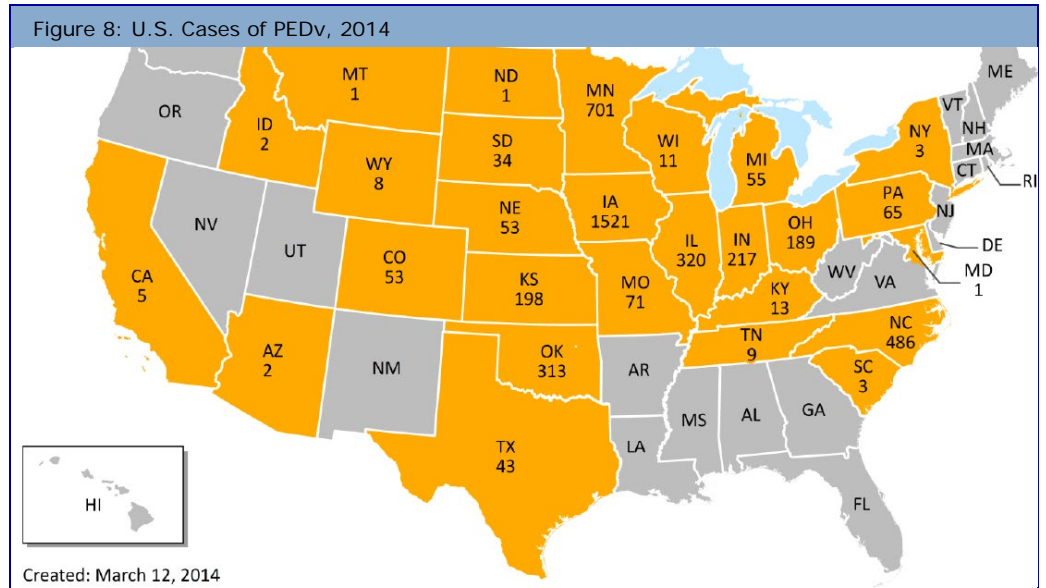 Figure 8: U.S. Cases of PEDv, 2014
MT
1
ND
1
MN
701
ME
OR
ID
2
SD
34
WI
11
MI
55
VT
NH
NY
3
MA
CT
RI
WY
8
NE
53
IA
1521
PA
65
NJ
NV
UT
CO
53
IL
320
IN
217
OH
189
DE
MD
1
CA
5
KS
198
MO
71
WV
VA
KY
13
AZ
2
NM
OK
313
AR
TN
9
NC
486
SC
3
MS
AL
GA
TX
43
LA
FL
HI
Created: March 12, 2014